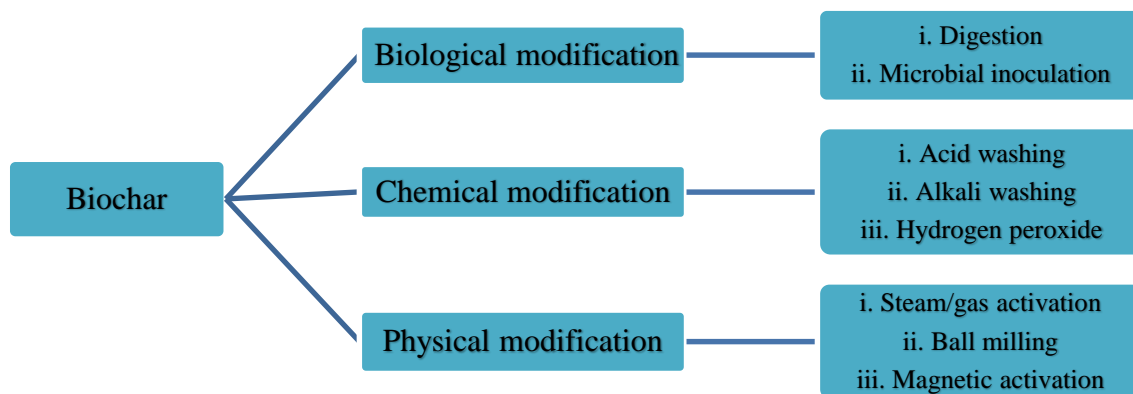 Biochar
Biological modification
i. Digestion
ii. Microbial inoculation
Chemical modification
i. Acid washing
ii. Alkali washing
iii. Hydrogen peroxide
Physical modification
i. Steam/gas activation
ii. Ball milling
iii. Magnetic activation